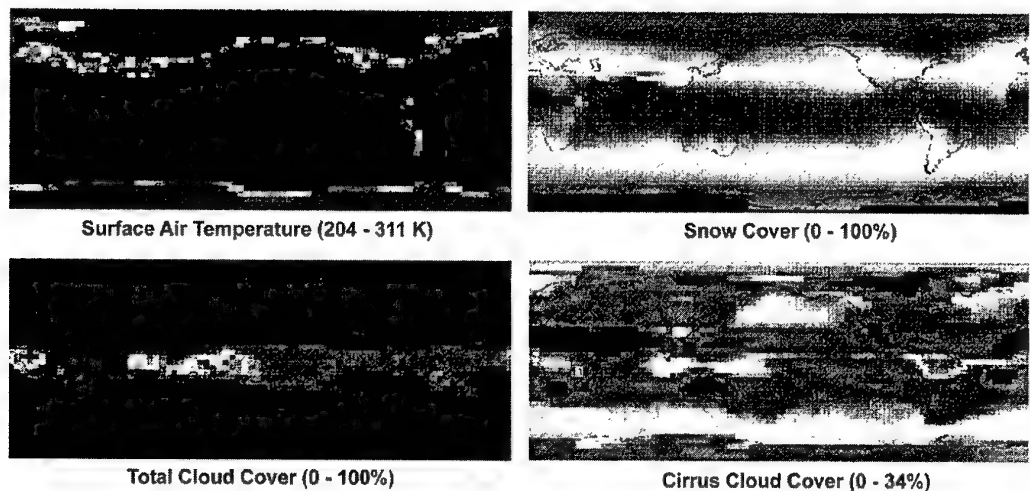 Surface Air Temperature (204 - 311 K)
Snow Cover (0 - 100%)
Total Cloud Cover (0 - 100%)
Cirrus Cloud Cover (0 - 34%)